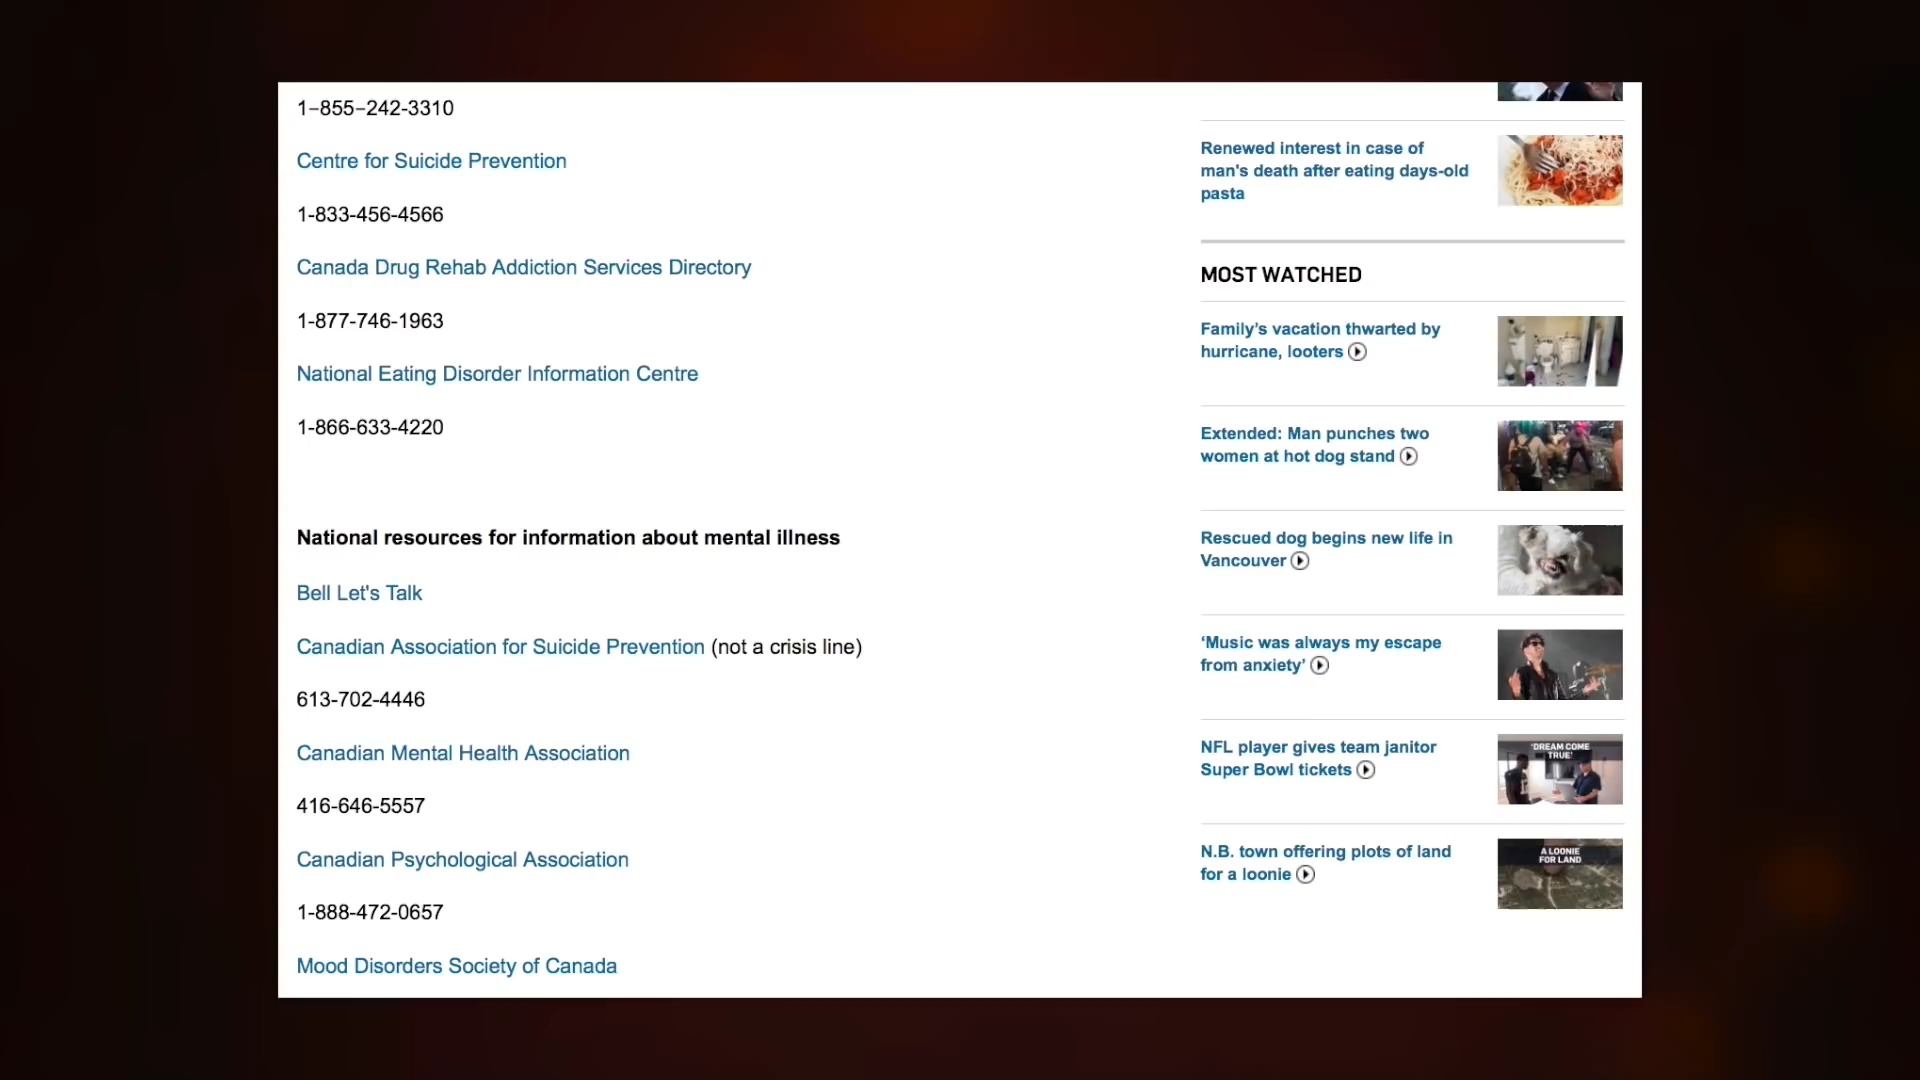 1-855-242-3310
Centre for Suicide Prevention
1-833-456-4566
Canada Drug Rehab Addiction Services Directory
1-877-746-1963
National Eating Disorder Information Centre
1-866-633-4220
National resources for information about mental illness
Bell Let's Talk
Canadian Association for Suicide Prevention (not a crisis line)
613-702-4446
Canadian Mental Health Association
416-646-5557
Canadian Psychological Association
1-888-472-0657
Mood Disorders Society of Canada
Renewed interest in case of
man's death after eating days-old
pasta
MOST WATCHED
Family’s vacation thwarted by
hurricane, looters
Extended: Man punches two
women at hot dog stand
Rescued dog begins new life in
Vancouver
‘Music was always my escape
from anxiety’
NFL player gives team janitor
Super Bowl tickets
'DREAM COME
TRUE'
N.B. town offering plots of land
for a loonie
A LOONIE
FOR LAND